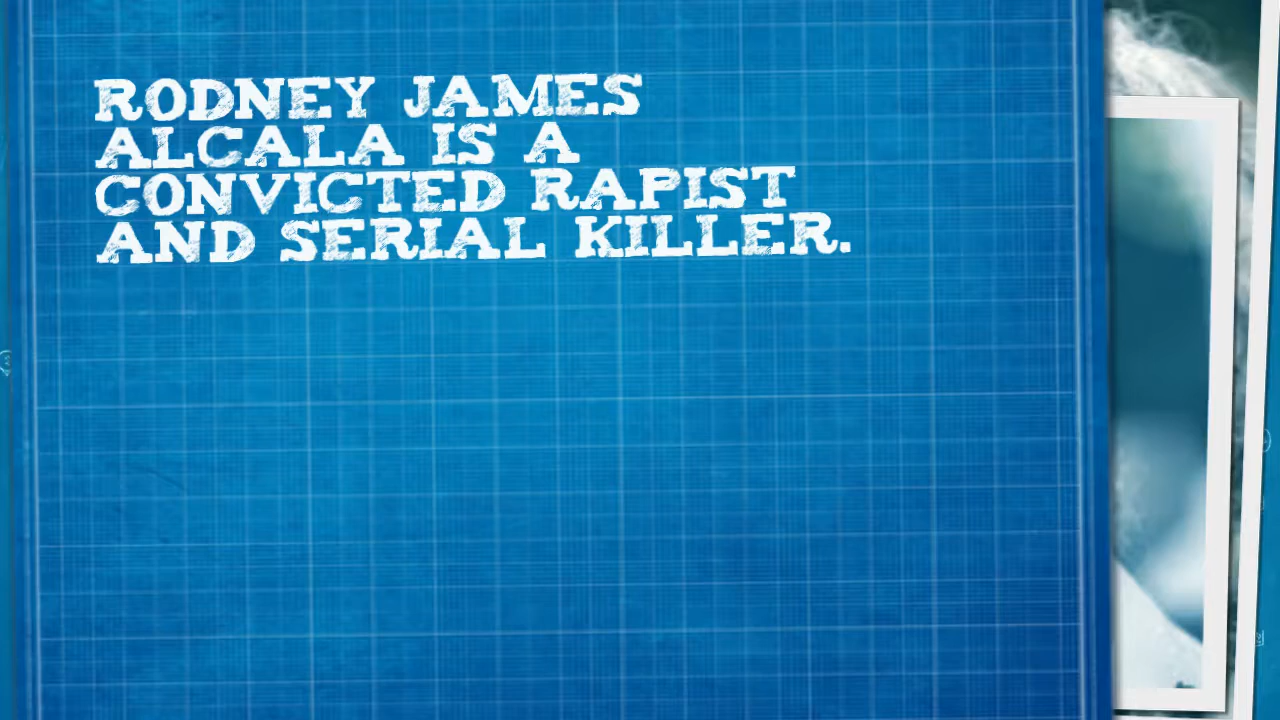 RODNEY JAMES
ALCALA IS A
CONVICTED RAPIST
AND SERIAL KILLER.